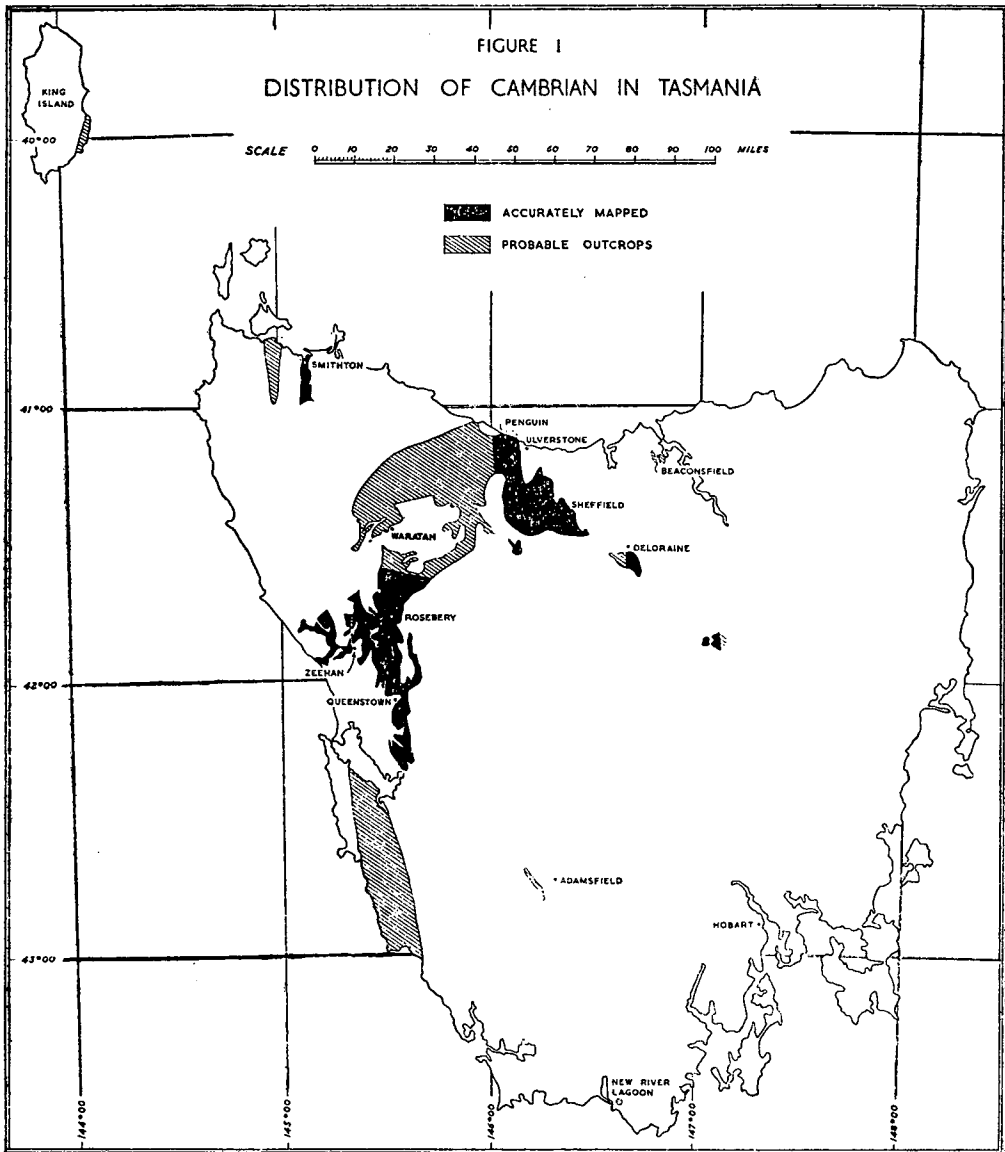 FIGURE 1
DISTRIBUTION OF CAMBRIAN IN TASMANIA
KING
ISLAND
40°00
SCALE 0 10 20 30 40 50 60 70 80 90 100 MILES
ACCURATELY MAPPED
PROBABLE OUTCROPS
SMITHTON
41°00
PENGUIN
ULVERSTONE
BEACONSFIELD
SHEFFIELD
WARATAH
DELORAINE
ROSEBERY
ZEEHAN
42°00
QUEENSTOWN
ADAMSFIELD
HOBART
43°00
NEW RIVER
LAGOON
144°00
145°00
146°00
147°00
148°00